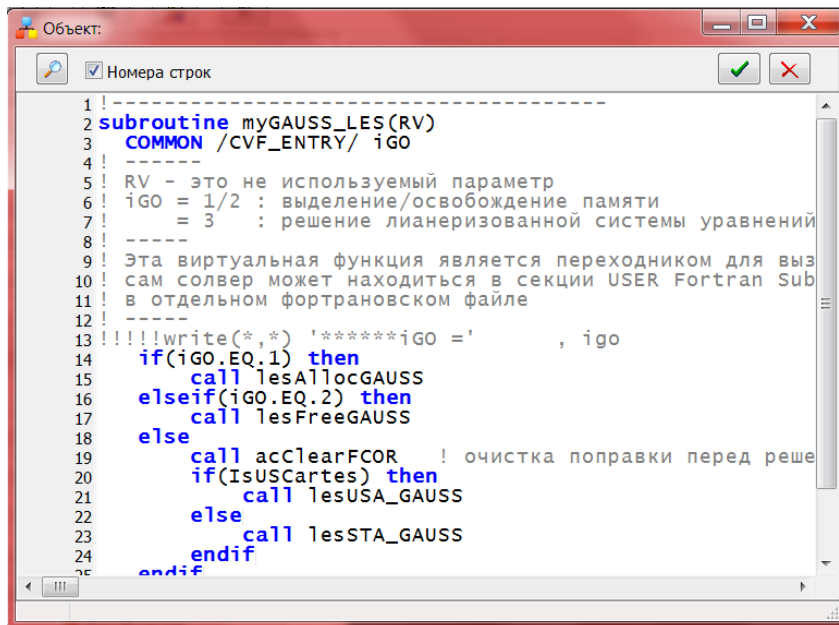 Объект:
Номера строк
1 !--------------------------------------
2 subroutine myGAUSS_LES(RV)
3   COMMON /CVF_ENTRY/ iGO
4 ! ------
5 ! RV - это не используемый параметр
6 ! iGO = 1/2 : выделение/освобождение памяти
7 !     = 3   : решение лианеризованной системы уравнений
8 ! -----
9 ! Эта виртуальная функция является переходником для выз
10 ! сам солвер может находиться в секции USER Fortran Sub
11 ! в отдельном фортрановском файле
12 ! -----
13 !!!!!write(*,*) '******iGO ='      , igo
14    if(iGO.EQ.1) then
15        call lesAllocGAUSS
16    elseif(iGO.EQ.2) then
17        call lesFreeGAUSS
18    else
19        call acClearFCOR   ! очистка поправки перед реше
20        if(IsUSCartes) then
21            call lesUSA_GAUSS
22        else
23            call lesSTA_GAUSS
24        endif
25    endif